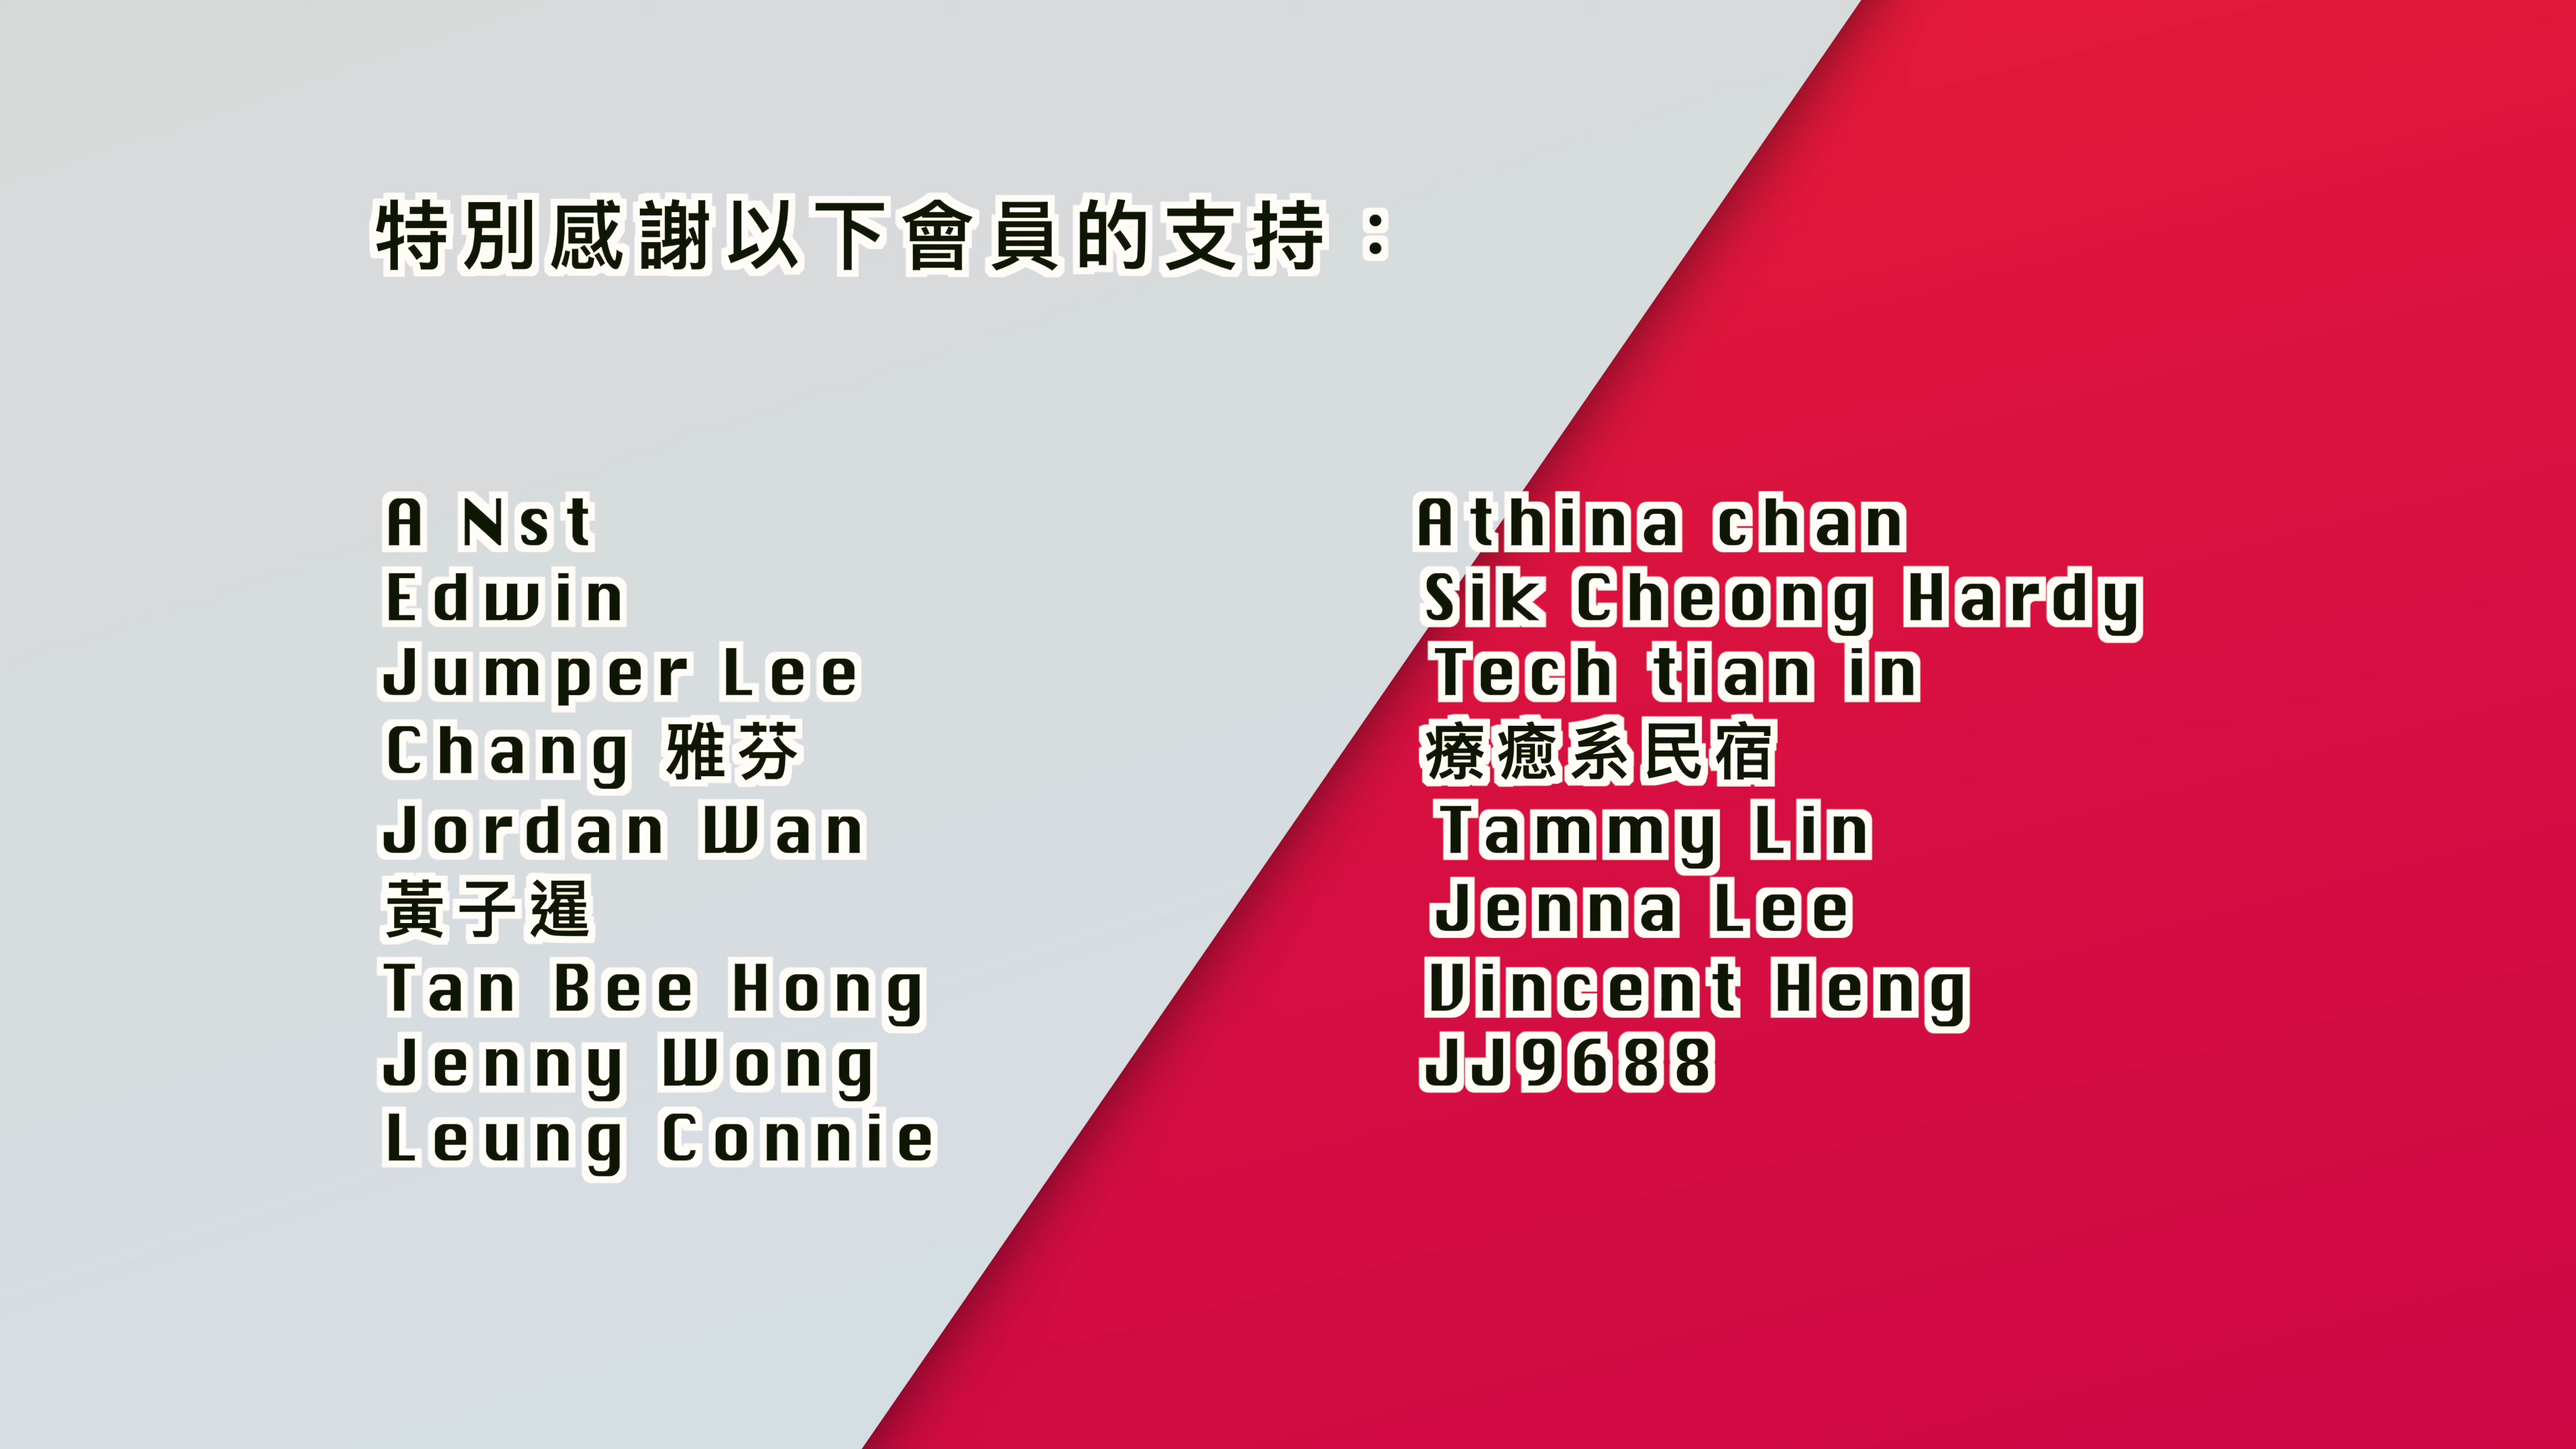 特別感謝以下會員的支持：
A Nst
Edwin
Jumper Lee
Chang 雅芬
Jordan Wan
黃子暹
Tan Bee Hong
Jenny Wong
Leung Connie
Athina chan
Sik Cheong Hardy
Tech tian in
療癒系民宿
Tammy Lin
Jenna Lee
Vincent Heng
JJ9688